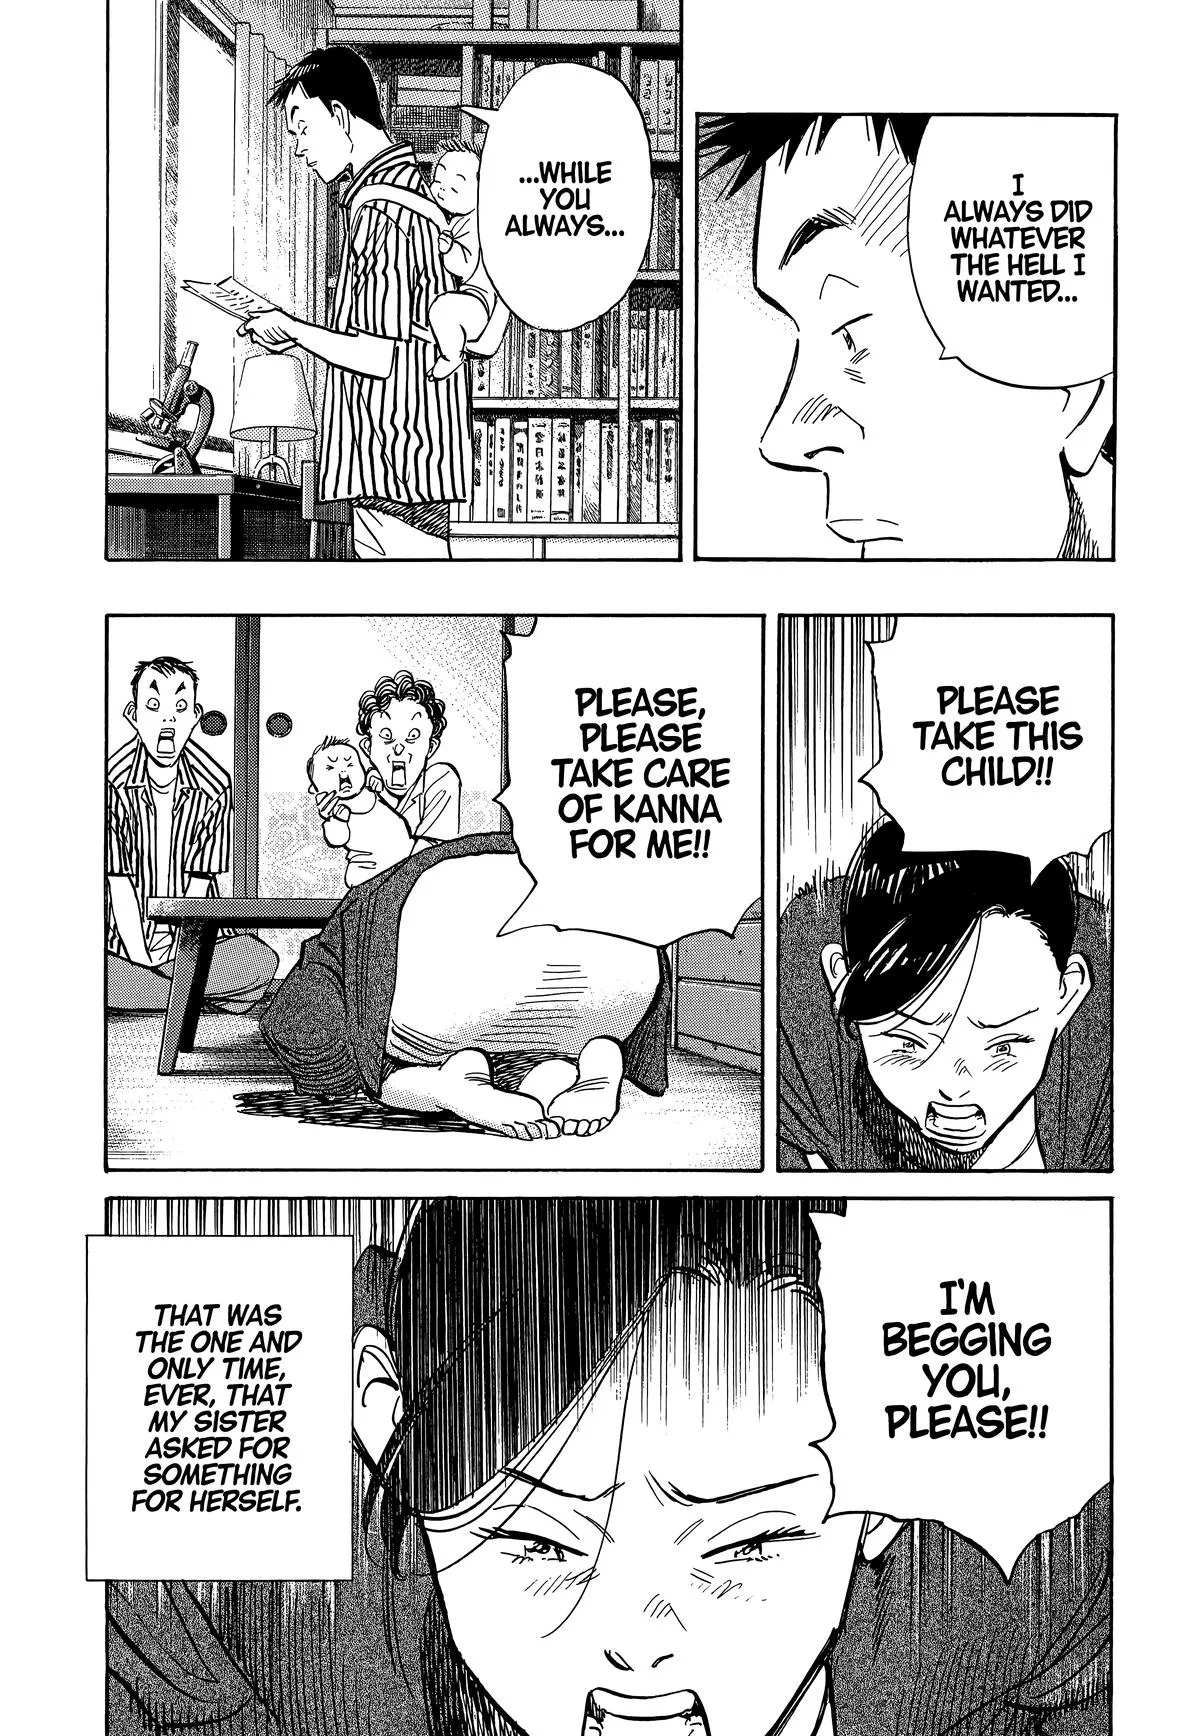 I
ALWAYS DID
WHATEVER
THE HELL I
WANTED...
...WHILE
YOU
ALWAYS...
PLEASE
TAKE THIS
CHILD!!
PLEASE,
PLEASE
TAKE CARE
OF KANNA
FOR ME!!
I'M
BEGGING
YOU,
PLEASE!!
THAT WAS
THE ONE AND
ONLY TIME,
EVER, THAT
MY SISTER
ASKED FOR
SOMETHING
FOR HERSELF.